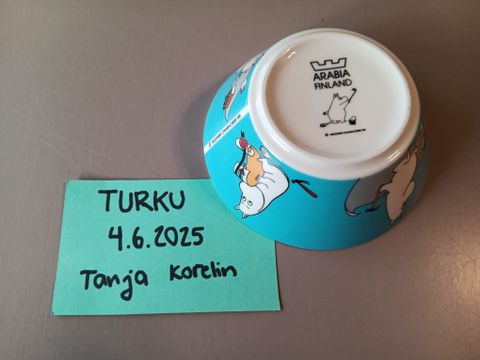 TURKU
4.6.2025
Tanja Korelin
ARABIA
FINLAND